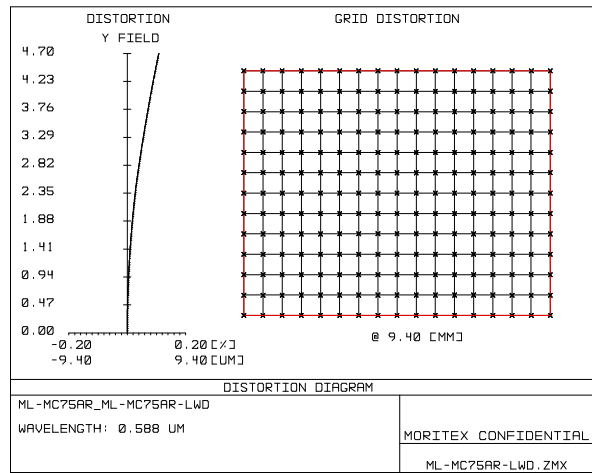 DISTORTION
Y FIELD
4.70
4.23
3.76
3.29
2.82
2.35
1.88
1.41
0.94
0.47
0.00
-0.20 0.20[%]
-9.40 9.40[UM]
GRID DISTORTION
@ 9.40 [MM]
DISTORTION DIAGRAM
ML-MC75AR_ML-MC75AR-LWD
WAVELENGTH: 0.588 UM
MORITEX CONFIDENTIAL
ML-MC75AR-LWD.ZMX